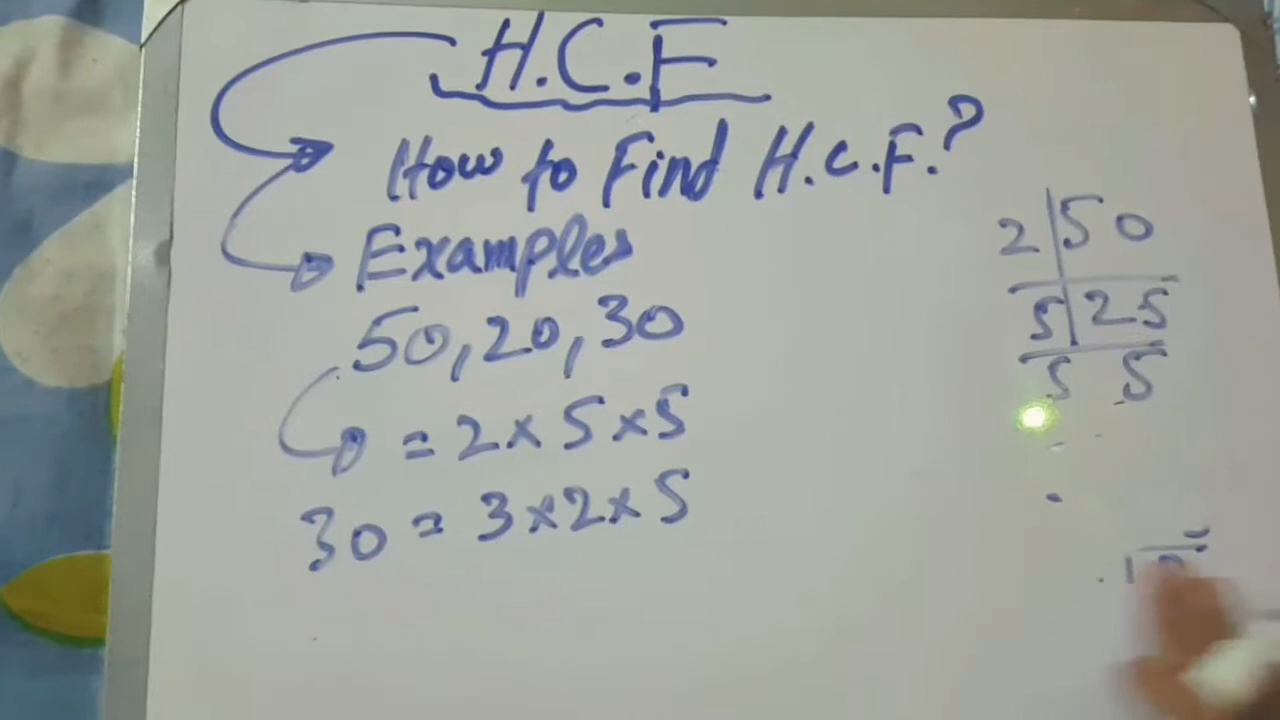 H.C.F
How to Find H.C.F.?
Examples
50, 20, 30
= 2 × 5 × 5
30 = 3 × 2 × 5
2 | 50
5 | 25
5 5